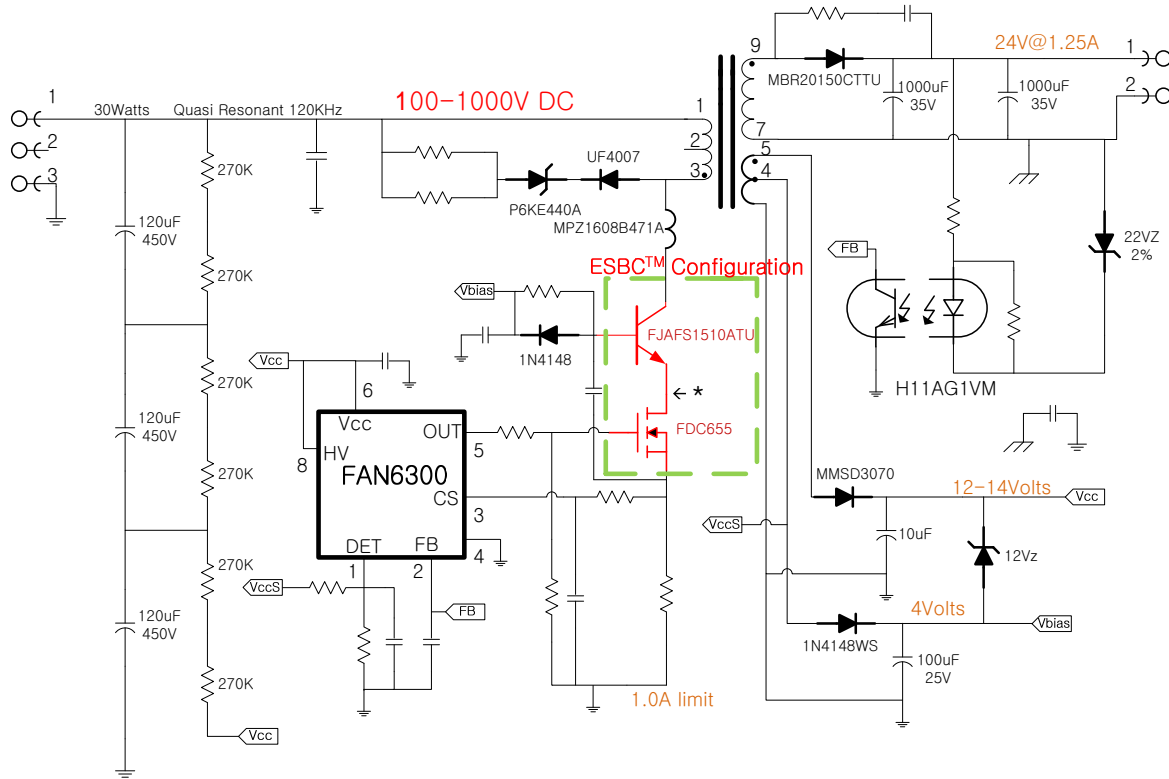 9
24V@1.25A
1
2
MBR20150CTTU
1000uF
35V
1000uF
35V
1
2
3
30Watts
Quasi Resonant 120KHz
100-1000V DC
1
2
3
7
5
4
270K
UF4007
P6KE440A
MPZ1608B471A
120uF
450V
270K
ESBC™ Configuration
Vbias
FJAFS1510ATU
1N4148
FB
22VZ
2%
H11AG1VM
Vcc
6
270K
← *
120uF
450V
Vcc
OUT
5
FDC655
8
HV
FAN6300
270K
CS
3
4
MMSD3070
12-14Volts
Vcc
VccS
10uF
12Vz
DET
FB
1
2
270K
VccS
FB
120uF
450V
4Volts
Vbias
1N4148WS
100uF
25V
270K
1.0A limit
Vcc